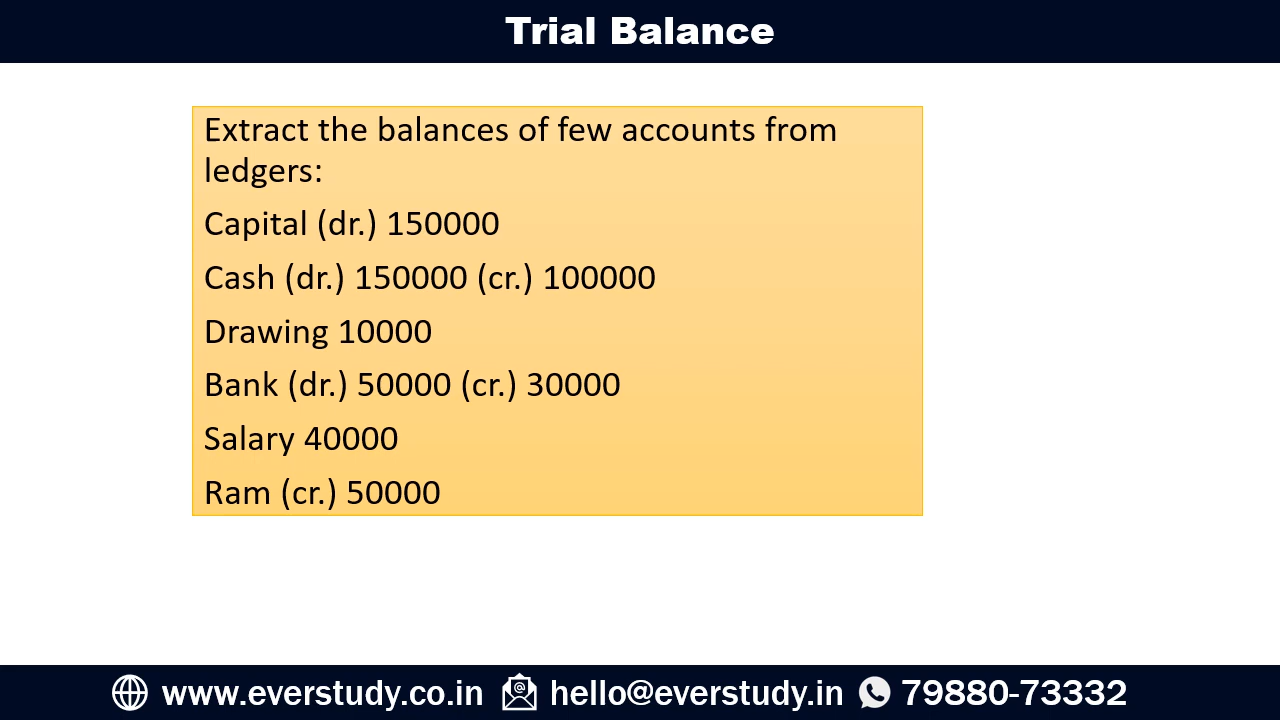 Trial Balance
Extract the balances of few accounts from
ledgers:
Capital (dr.) 150000
Cash (dr.) 150000 (cr.) 100000
Drawing 10000
Bank (dr.) 50000 (cr.) 30000
Salary 40000
Ram (cr.) 50000
www.everstudy.co.in hello@everstudy.in 79880-73332